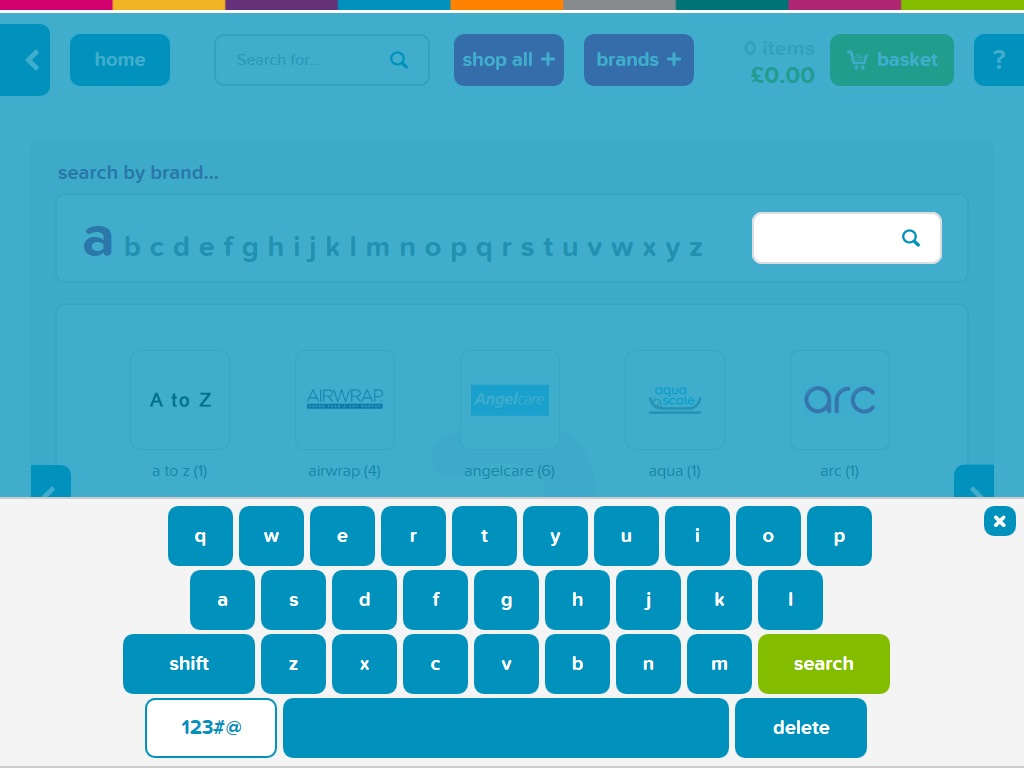 home
Search for...
shop all +
brands +
0 items
£0.00
basket
?
search by brand...
a b c d e f g h i j k l m n o p q r s t u v w x y z
A to Z
AIRWRAP
Angelcare
aqua scale
arc
a to z (1)
airwrap (4)
angelcare (6)
aqua (1)
arc (1)
q w e r t y u i o p
a s d f g h j k l
shift z x c v b n m search
123#@ delete